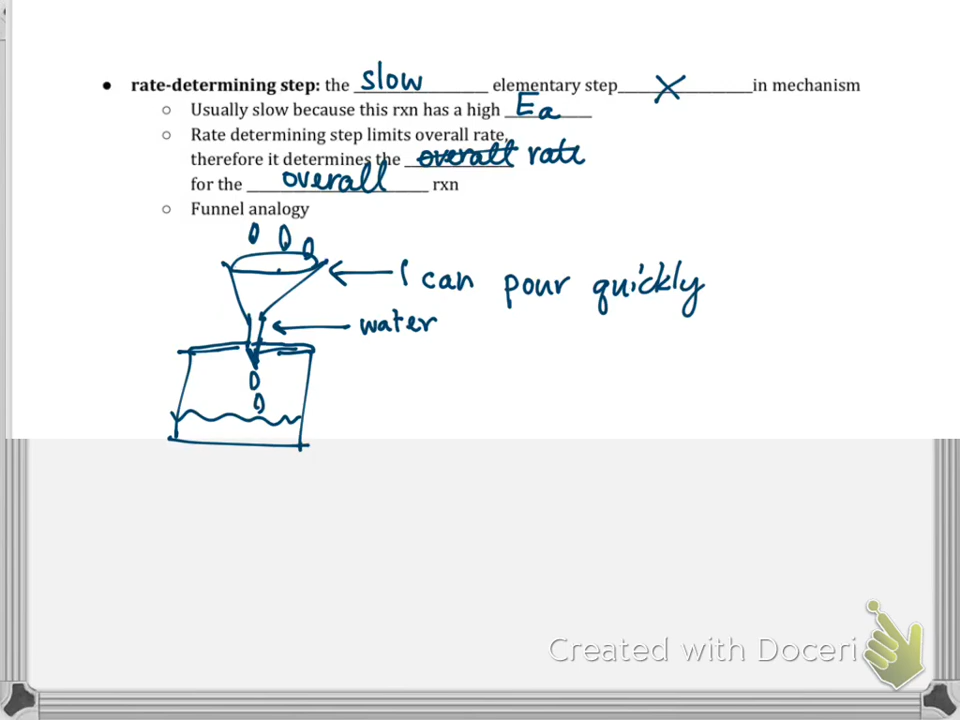 ● rate-determining step: the slow elementary step X in mechanism
○ Usually slow because this rxn has a high Ea
○ Rate determining step limits overall rate,
therefore it determines the overall rate
for the overall rxn
○ Funnel analogy
I can pour quickly
water
Created with Doceri